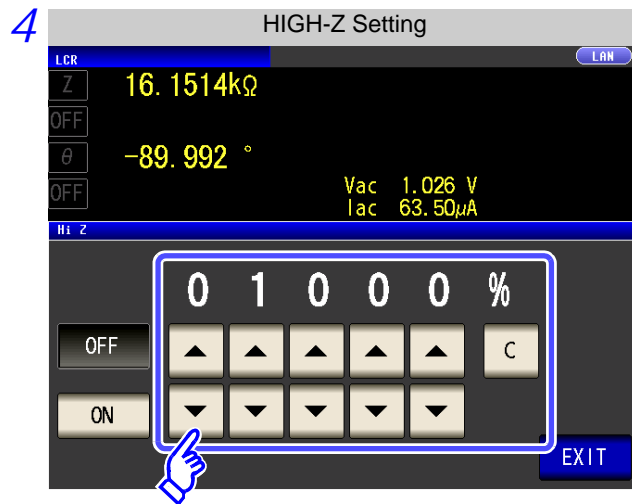 4
HIGH-Z Setting
LCR
LAN
Z 16.1514kΩ
OFF
θ -89.992 °
OFF
Vac 1.026 V
Iac 63.50μA
Hi Z
0 1 0 0 0 %
OFF
C
ON
EXIT